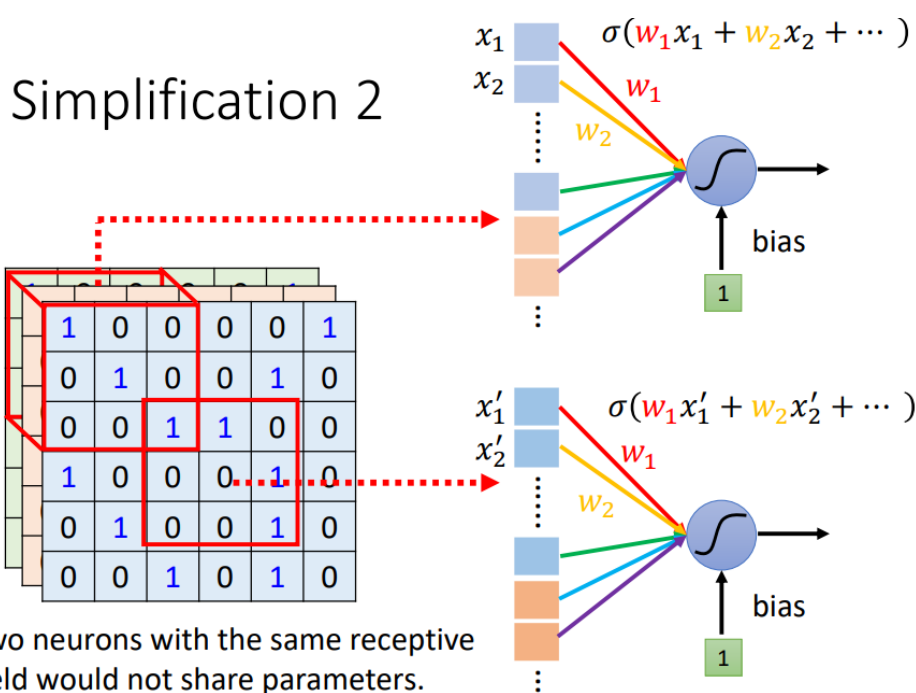 Simplification 2
x₁
x₂
σ(w₁x₁ + w₂x₂ + ⋯ )
w₁
w₂
bias
1
1 0 0 0 0 1
0 1 0 0 1 0
0 0 1 1 0 0
1 0 0 0 1 0
0 1 0 0 1 0
0 0 1 0 1 0
x₁′
x₂′
σ(w₁x₁′ + w₂x₂′ + ⋯ )
w₁
w₂
bias
1
wo neurons with the same receptive
eld would not share parameters.